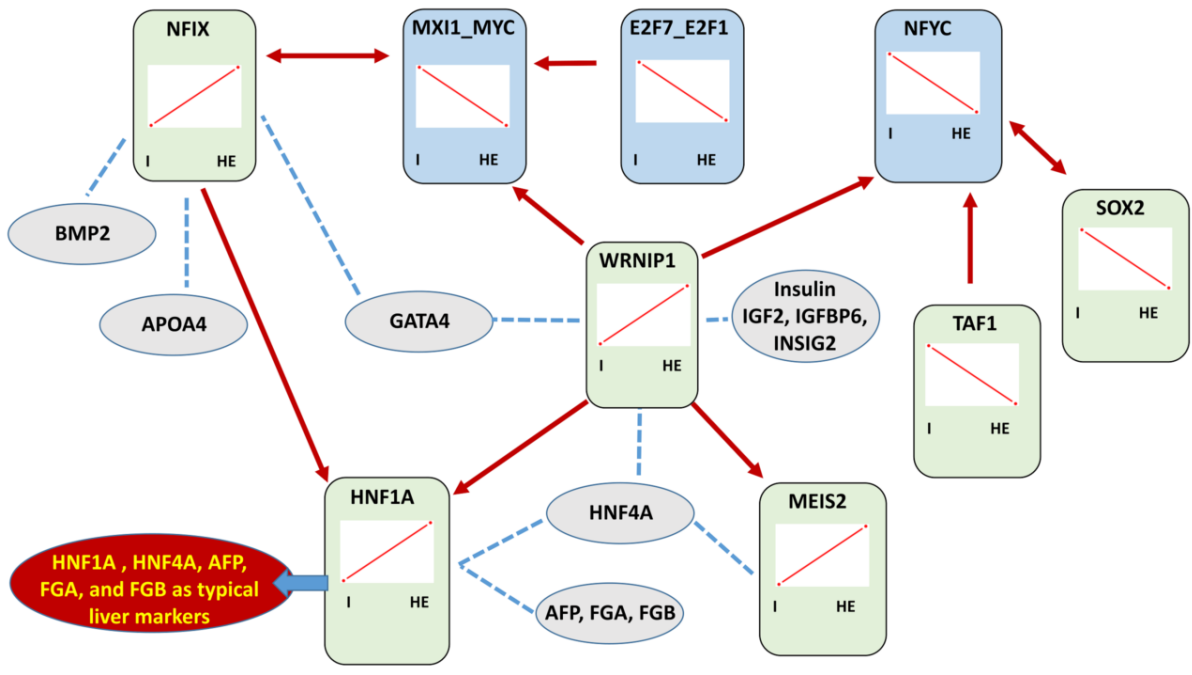 NFIX
I HE
MXI1_MYC
I HE
E2F7_E2F1
I HE
NFYC
I HE
SOX2
I HE
BMP2
APOA4
GATA4
WRNIP1
I HE
Insulin
IGF2, IGFBP6,
INSIG2
TAF1
I HE
HNF1A
I HE
HNF4A
MEIS2
I HE
HNF1A , HNF4A, AFP,
FGA, and FGB as typical
liver markers
AFP, FGA, FGB